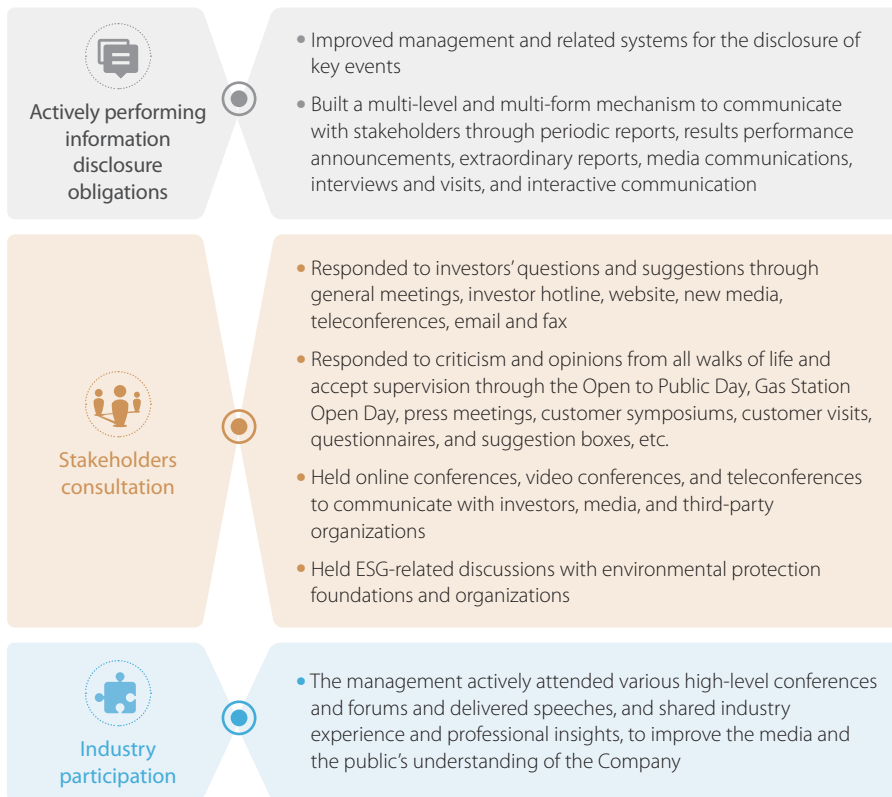 Actively performing
information
disclosure
obligations
• Improved management and related systems for the disclosure of
key events
• Built a multi-level and multi-form mechanism to communicate
with stakeholders through periodic reports, results performance
announcements, extraordinary reports, media communications,
interviews and visits, and interactive communication
Stakeholders
consultation
• Responded to investors’ questions and suggestions through
general meetings, investor hotline, website, new media,
teleconferences, email and fax
• Responded to criticism and opinions from all walks of life and
accept supervision through the Open to Public Day, Gas Station
Open Day, press meetings, customer symposiums, customer visits,
questionnaires, and suggestion boxes, etc.
• Held online conferences, video conferences, and teleconferences
to communicate with investors, media, and third-party
organizations
• Held ESG-related discussions with environmental protection
foundations and organizations
Industry
participation
• The management actively attended various high-level conferences
and forums and delivered speeches, and shared industry
experience and professional insights, to improve the media and
the public’s understanding of the Company